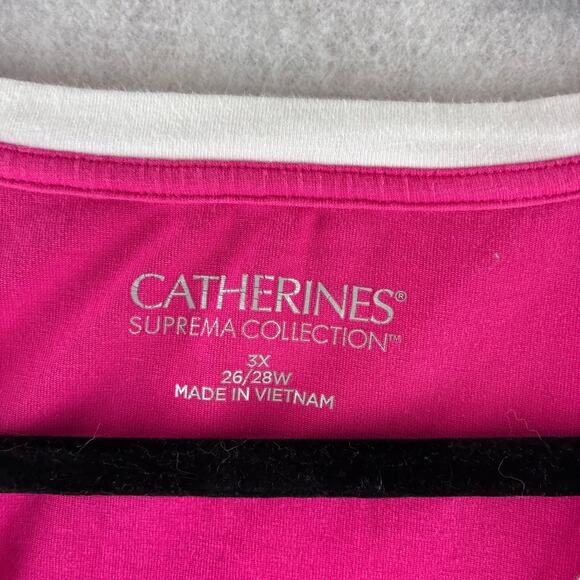 CATHERINES®
SUPREMA COLLECTION™
3X
26/28W
MADE IN VIETNAM